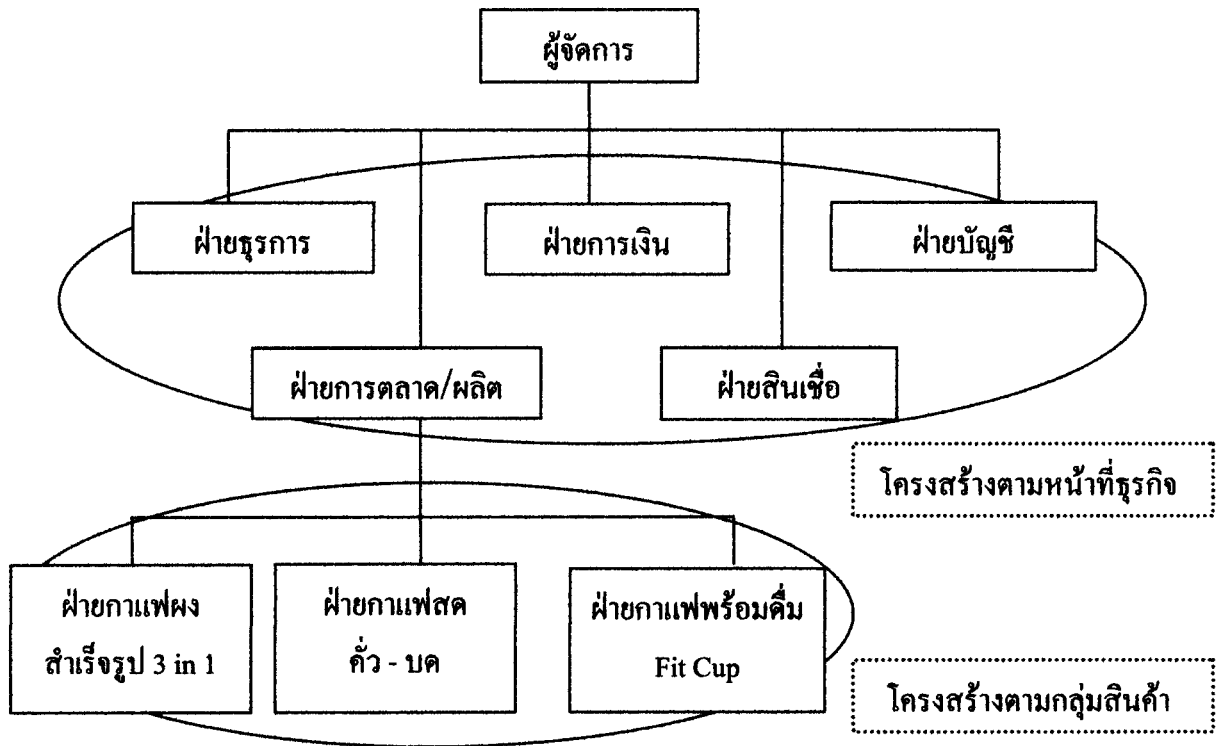 ผู้จัดการ
ฝ่ายธุรการ
ฝ่ายการเงิน
ฝ่ายบัญชี
ฝ่ายการตลาด/ผลิต
ฝ่ายสินเชื่อ
โครงสร้างตามหน้าที่ธุรกิจ
ฝ่ายกาแฟผง
สำเร็จรูป 3 in 1
ฝ่ายกาแฟสด
คั่ว - บด
ฝ่ายกาแฟพร้อมดื่ม
Fit Cup
โครงสร้างตามกลุ่มสินค้า